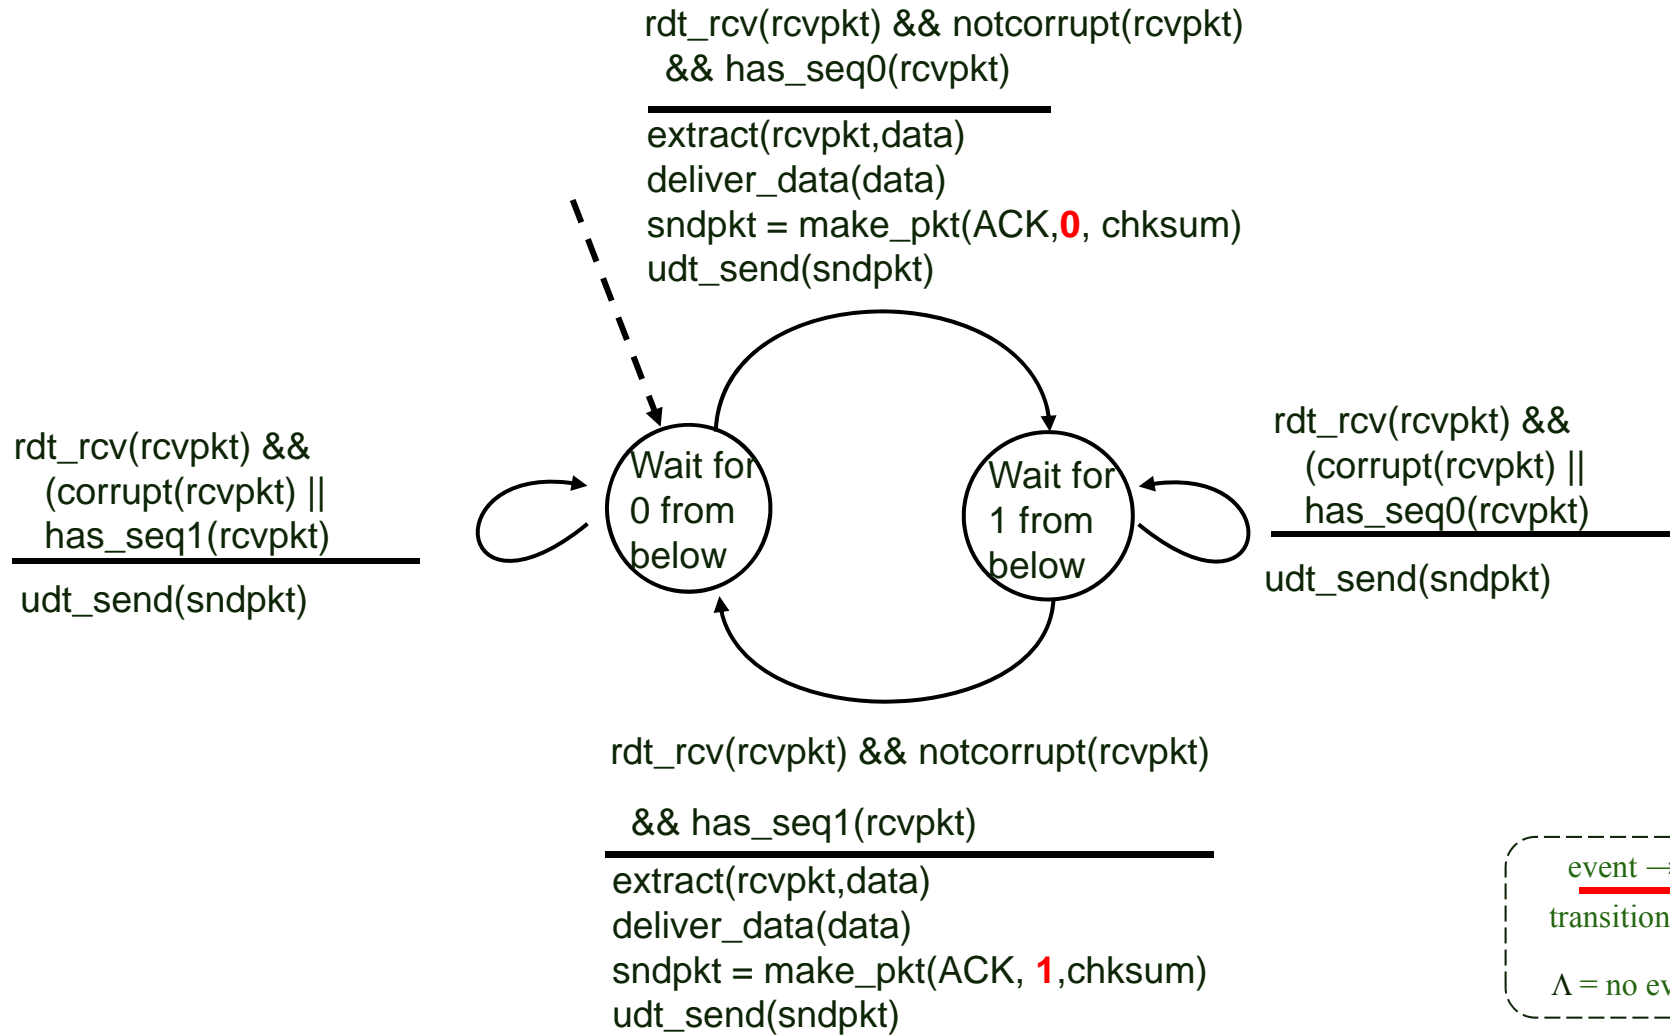 rdt_rcv(rcvpkt) && notcorrupt(rcvpkt)
&& has_seq0(rcvpkt)
extract(rcvpkt,data)
deliver_data(data)
sndpkt = make_pkt(ACK,0, chksum)
udt_send(sndpkt)
rdt_rcv(rcvpkt) &&
(corrupt(rcvpkt) ||
has_seq1(rcvpkt)
udt_send(sndpkt)
Wait for
0 from
below
Wait for
1 from
below
rdt_rcv(rcvpkt) &&
(corrupt(rcvpkt) ||
has_seq0(rcvpkt)
udt_send(sndpkt)
rdt_rcv(rcvpkt) && notcorrupt(rcvpkt)
&& has_seq1(rcvpkt)
extract(rcvpkt,data)
deliver_data(data)
sndpkt = make_pkt(ACK, 1,chksum)
udt_send(sndpkt)
event →
transition
Λ = no ev